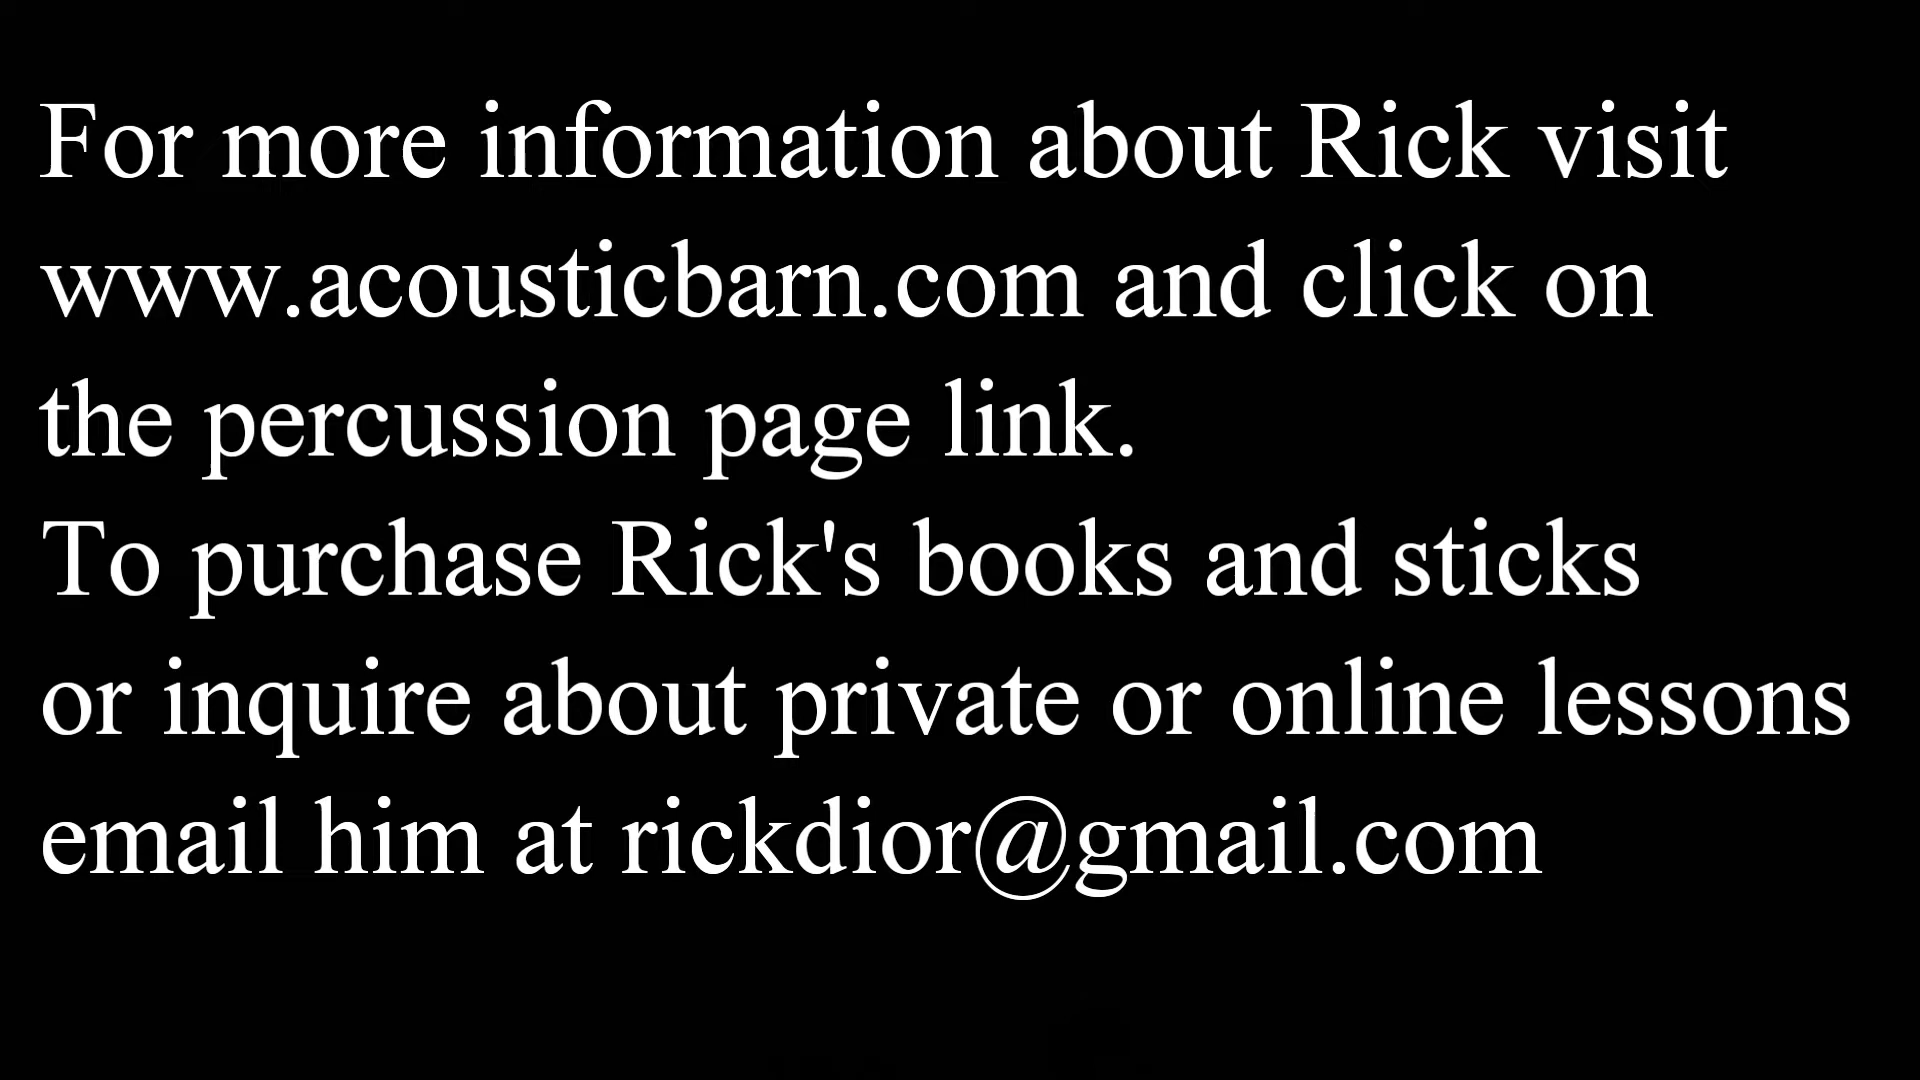 For more information about Rick visit
www.acousticbarn.com and click on
the percussion page link.
To purchase Rick's books and sticks
or inquire about private or online lessons
email him at rickdior@gmail.com